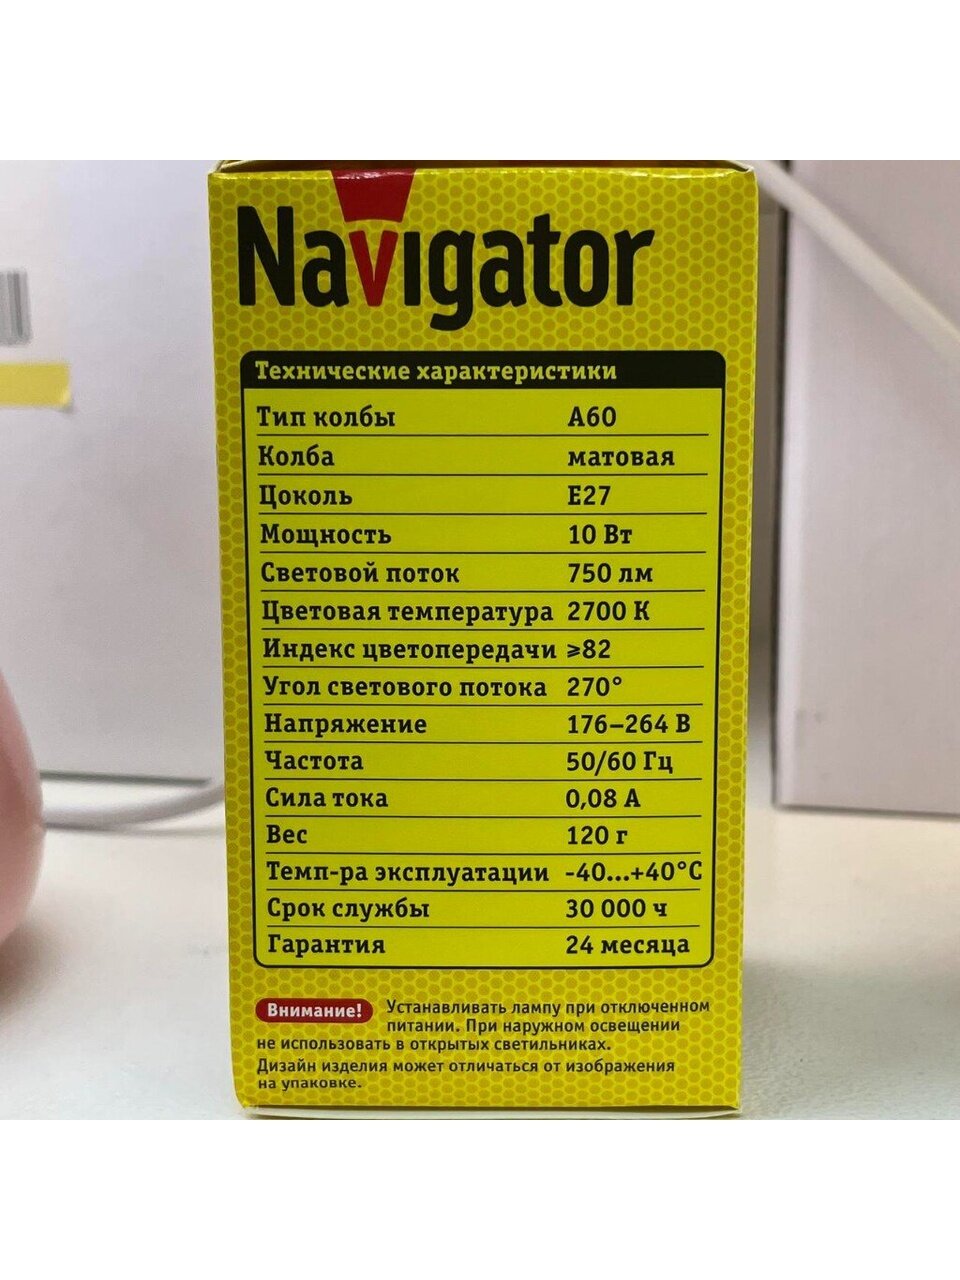 Navigator
Технические характеристики
Тип колбы А60
Колба матовая
Цоколь Е27
Мощность 10 Вт
Световой поток 750 лм
Цветовая температура 2700 К
Индекс цветопередачи ⩾82
Угол светового потока 270°
Напряжение 176–264 В
Частота 50/60 Гц
Сила тока 0,08 А
Вес 120 г
Темп-ра эксплуатации -40...+40°С
Срок службы 30 000 ч
Гарантия 24 месяца
Внимание! Устанавливать лампу при отключенном
питании. При наружном освещении
не использовать в открытых светильниках.
Дизайн изделия может отличаться от изображения
на упаковке.